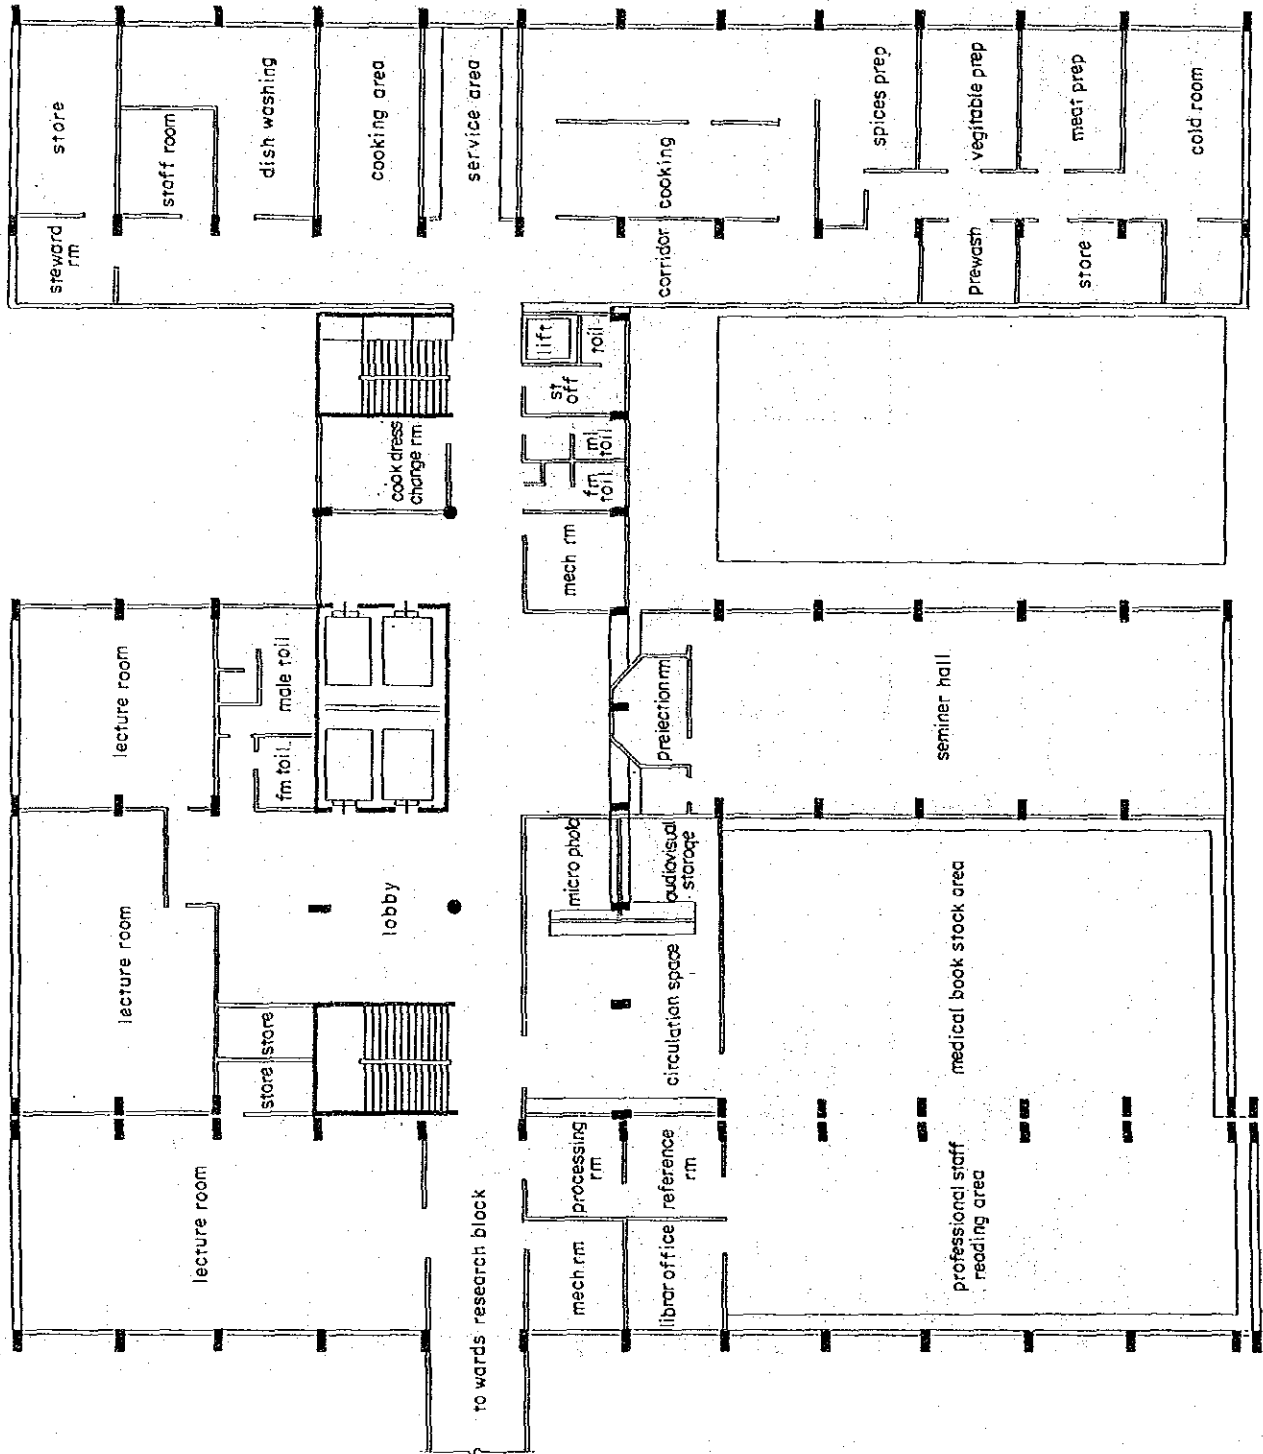 store
staff room
dish washing
cooking area
service area
cooking
spices prep
vegitable prep
meat prep
cold room
steward
rm
corridor
prewash
store
lift
toil
st
off
cook dress
change rm
ml
toil
fm
toil
mech rm
lecture room
male toil
fm toil
preiection rm
seminer hall
lecture room
lobby
micro photo
audiovisual
storage
store
store
circulation space
medical book stock area
lecture room
to wards research block
processing
rm
reference
rm
mech.rm
librar office
professional staff
reading area